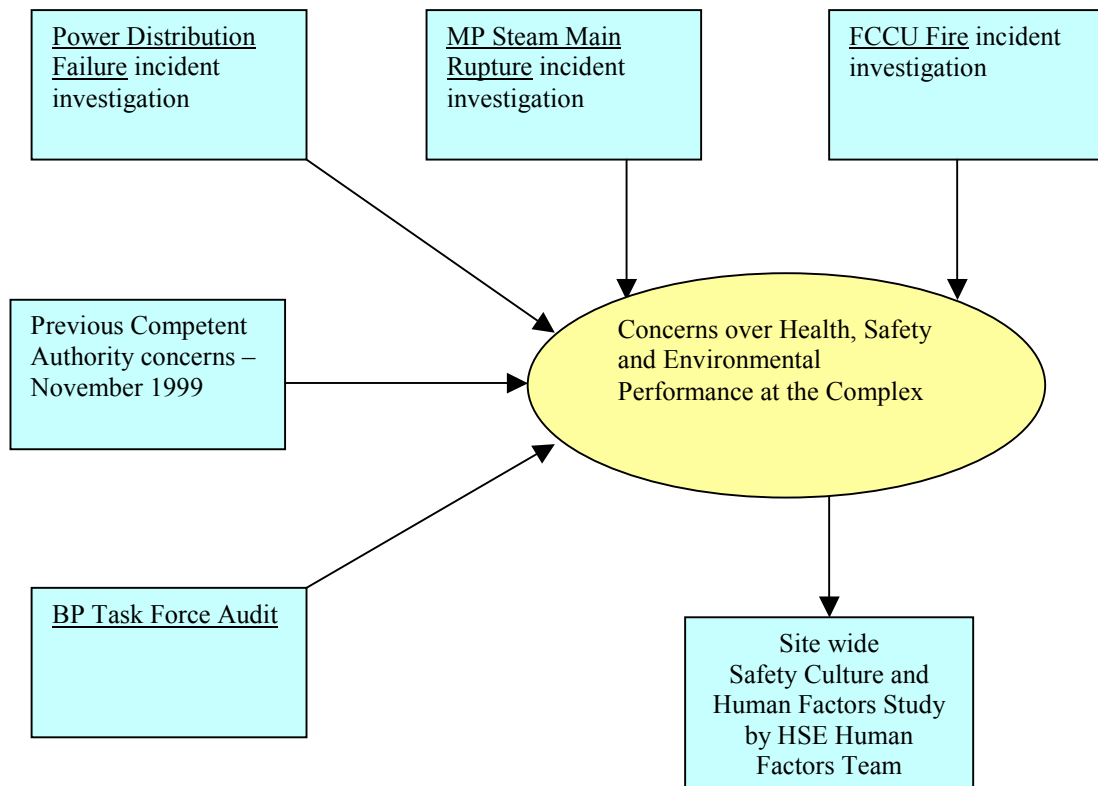 Power Distribution
Failure incident
investigation
MP Steam Main
Rupture incident
investigation
FCCU Fire incident
investigation
Previous Competent
Authority concerns –
November 1999
Concerns over Health, Safety
and Environmental
Performance at the Complex
BP Task Force Audit
Site wide
Safety Culture and
Human Factors Study
by HSE Human
Factors Team